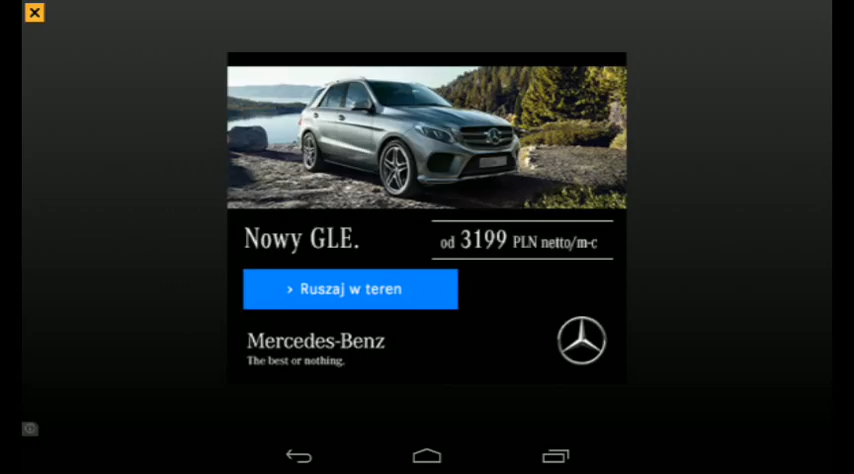 Nowy GLE.
od 3199 PLN netto/m-c
› Ruszaj w teren
Mercedes-Benz
The best or nothing.